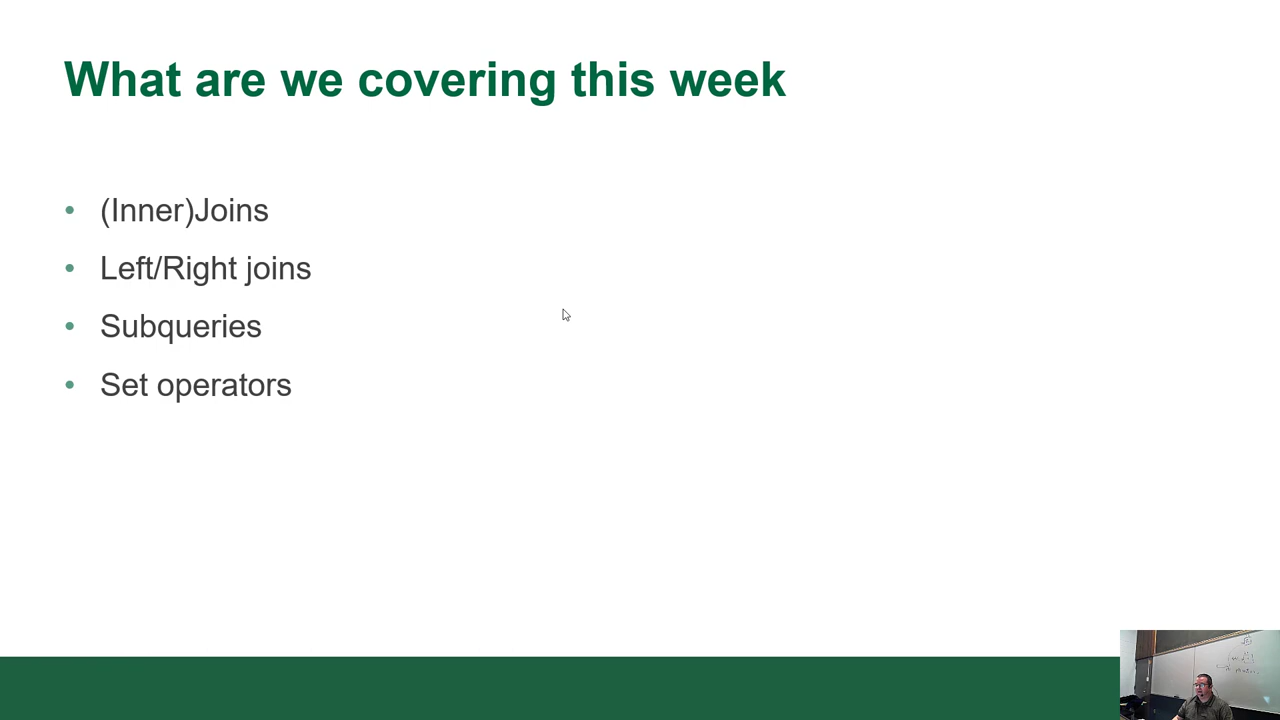 What are we covering this week
• (Inner)Joins
• Left/Right joins
• Subqueries
• Set operators